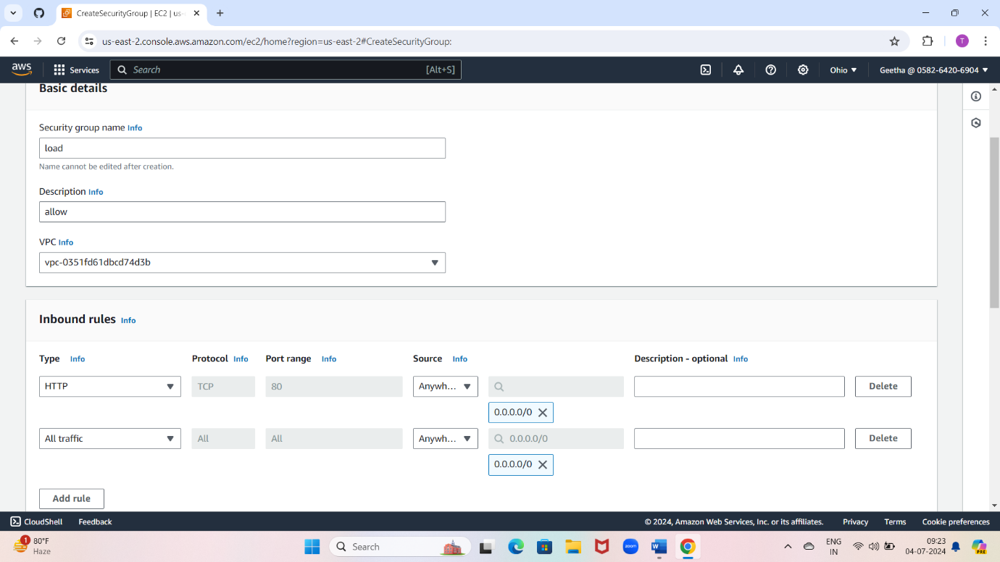 CreateSecurityGroup | EC2 | us-
us-east-2.console.aws.amazon.com/ec2/home?region=us-east-2#CreateSecurityGroup:
T
aws Services Search [Alt+S] Ohio Geetha @ 0582-6420-6904
Basic details
Security group name Info
load
Name cannot be edited after creation.
Description Info
allow
VPC Info
vpc-0351fd61dbcd74d3b
Inbound rules Info
Type Info Protocol Info Port range Info Source Info Description - optional Info
HTTP TCP 80 Anywh... Delete
0.0.0.0/0
All traffic All All Anywh... 0.0.0.0/0 Delete
0.0.0.0/0
Add rule
CloudShell Feedback © 2024, Amazon Web Services, Inc. or its affiliates. Privacy Terms Cookie preferences
1 80°F
Haze
Search
zoom
W
PRE
ENG
IN
09:23
04-07-2024